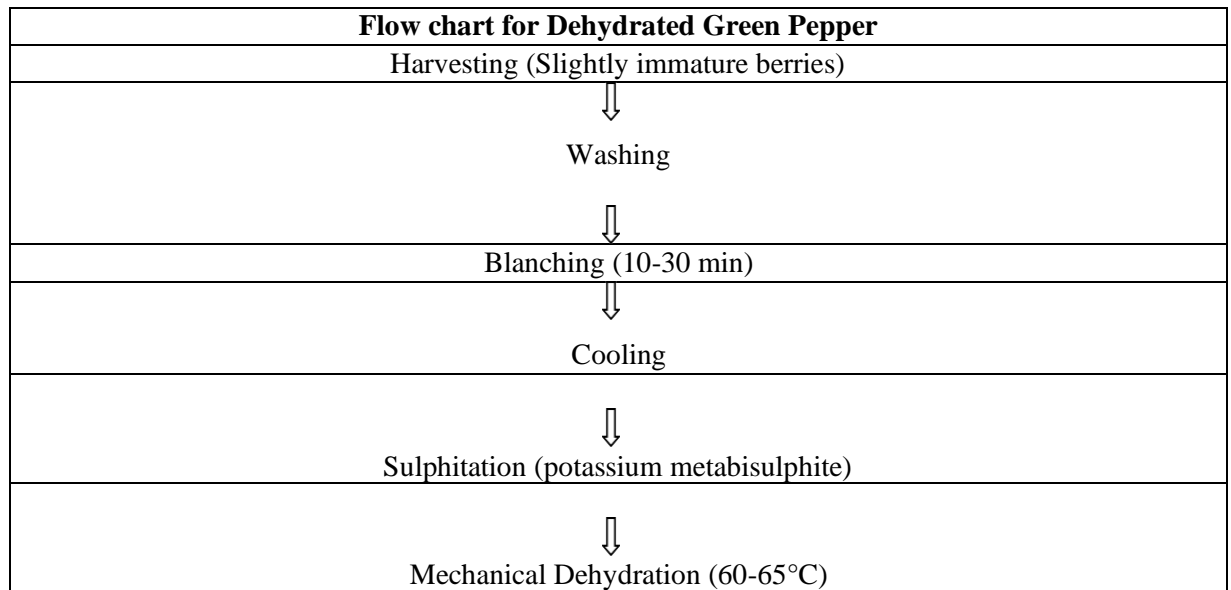 Flow chart for Dehydrated Green Pepper
Harvesting (Slightly immature berries)
Washing
Blanching (10-30 min)
Cooling
Sulphitation (potassium metabisulphite)
Mechanical Dehydration (60-65°C)